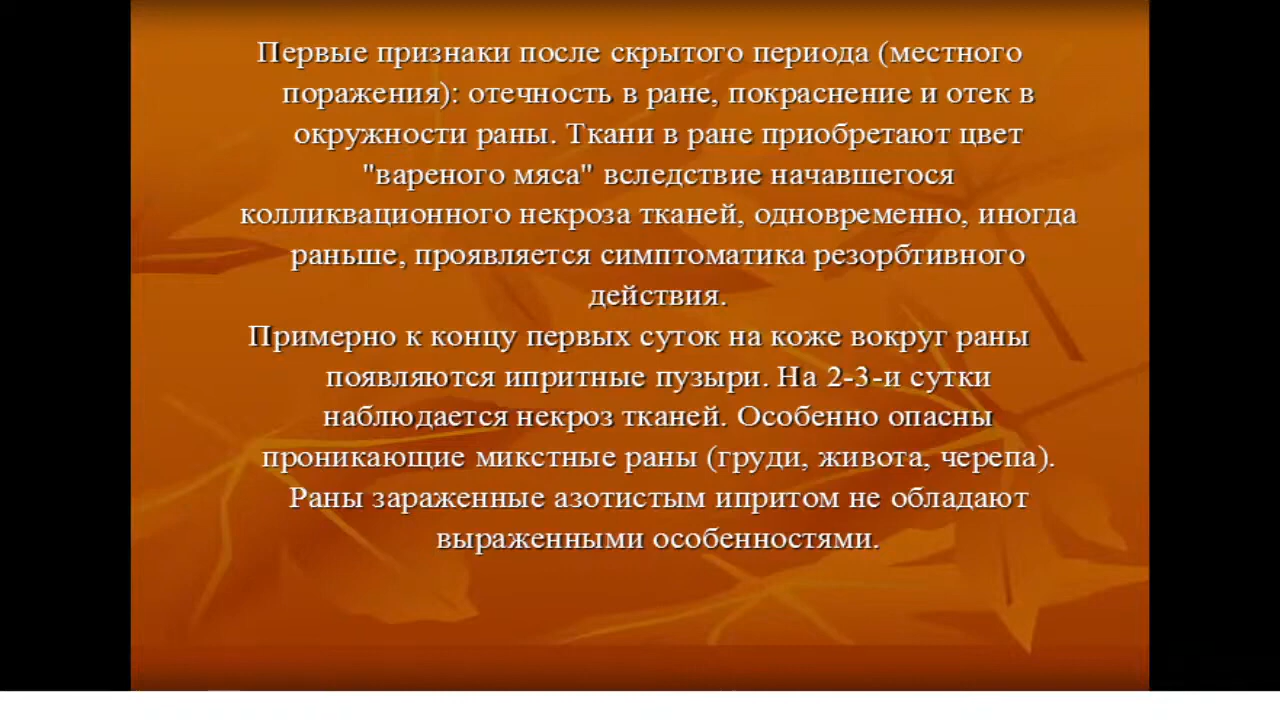 Первые признаки после скрытого периода (местного
поражения): отечность в ране, покраснение и отек в
окружности раны. Ткани в ране приобретают цвет
"вареного мяса" вследствие начавшегося
колликвационного некроза тканей, одновременно, иногда
раньше, проявляется симптоматика резорбтивного
действия.
Примерно к концу первых суток на коже вокруг раны
появляются ипритные пузыри. На 2-3-и сутки
наблюдается некроз тканей. Особенно опасны
проникающие микстные раны (груди, живота, черепа).
Раны зараженные азотистым ипритом не обладают
выраженными особенностями.